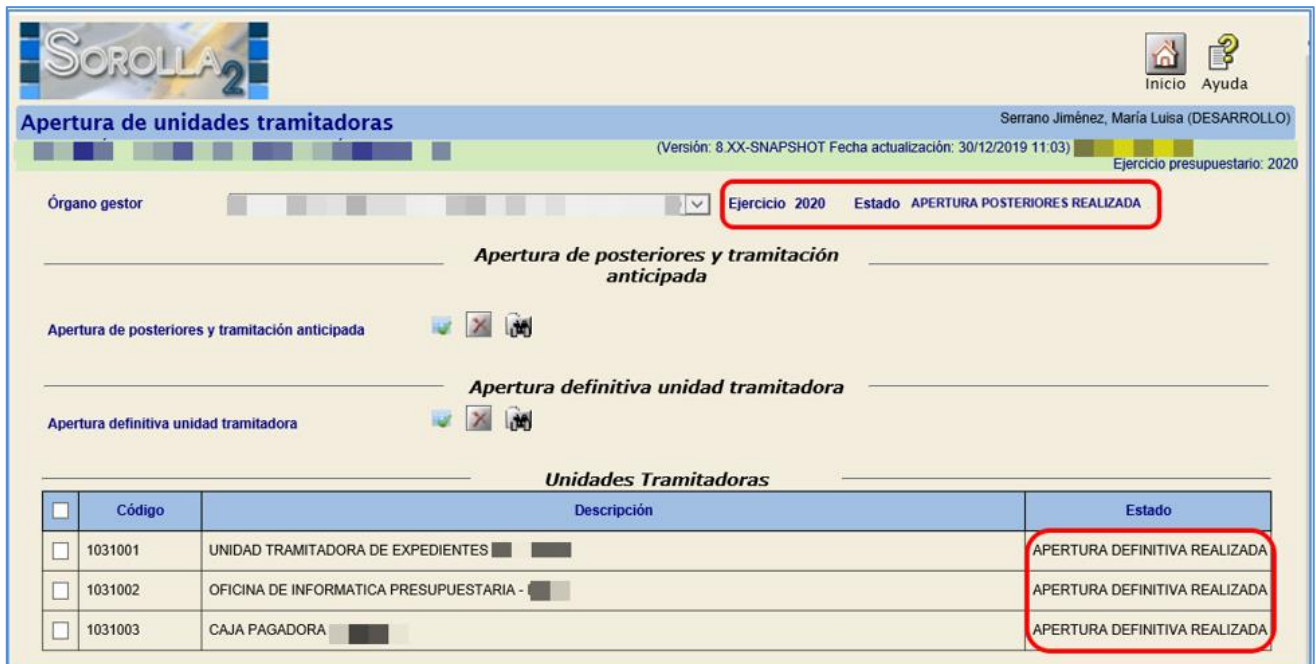 SOROLLA2
Inicio Ayuda
Apertura de unidades tramitadoras
Serrano Jiménez, María Luisa (DESARROLLO)
(Versión: 8.XX-SNAPSHOT Fecha actualización: 30/12/2019 11:03)
Ejercicio presupuestario: 2020
Órgano gestor Ejercicio 2020 Estado APERTURA POSTERIORES REALIZADA
Apertura de posteriores y tramitación
anticipada
Apertura de posteriores y tramitación anticipada
Apertura definitiva unidad tramitadora
Apertura definitiva unidad tramitadora
Unidades Tramitadoras
Código Descripción Estado
1031001 UNIDAD TRAMITADORA DE EXPEDIENTES APERTURA DEFINITIVA REALIZADA
1031002 OFICINA DE INFORMATICA PRESUPUESTARIA - APERTURA DEFINITIVA REALIZADA
1031003 CAJA PAGADORA APERTURA DEFINITIVA REALIZADA